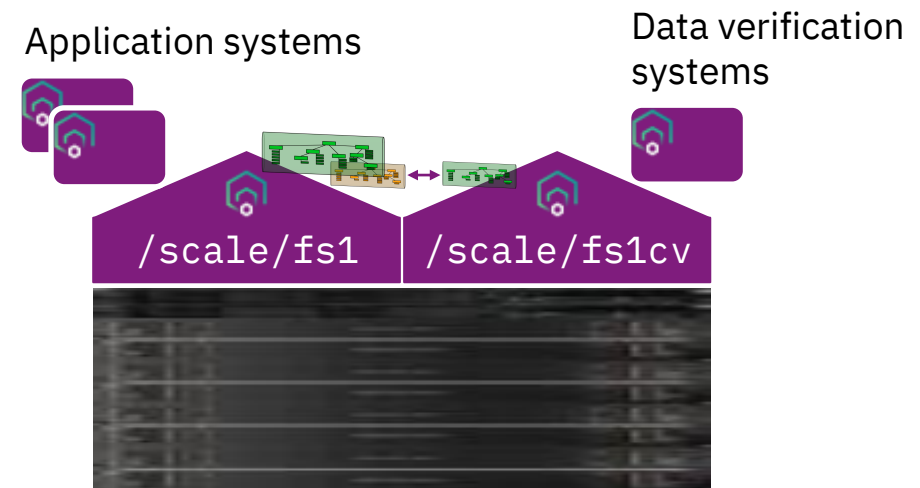 Application systems
Data verification
systems
/scale/fs1
/scale/fs1cv